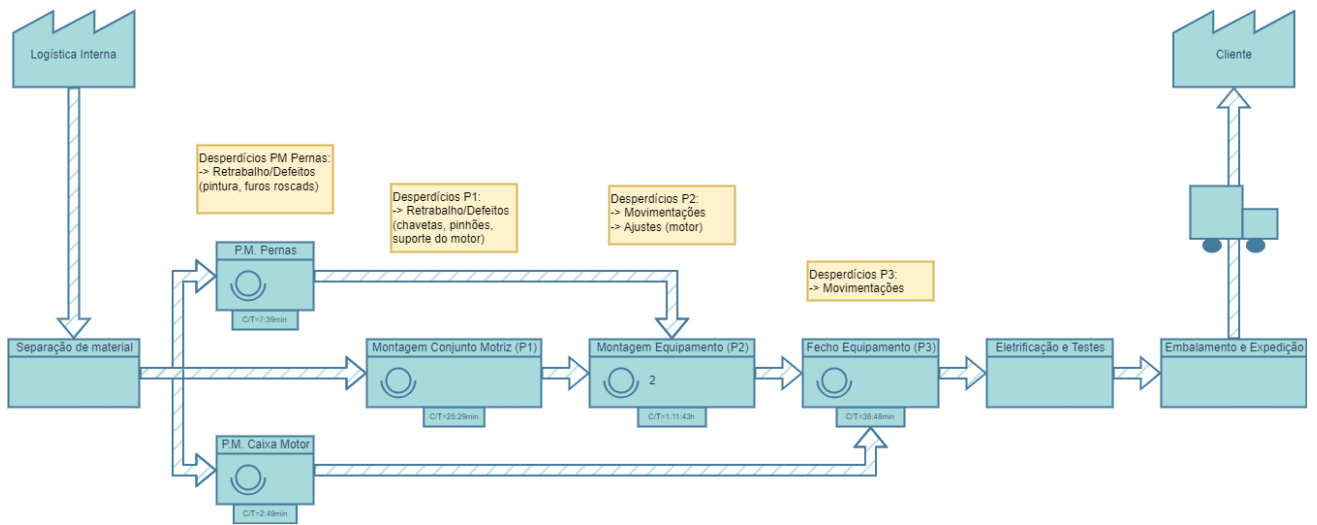 Logística Interna
Cliente
Desperdícios PM Pernas:
-> Retrabalho/Defeitos
(pintura, furos roscads)
Desperdícios P1:
-> Retrabalho/Defeitos
(chavetas, pinhões,
suporte do motor)
Desperdícios P2:
-> Movimentações
-> Ajustes (motor)
Desperdícios P3:
-> Movimentações
P.M. Pernas
C/T=7:39min
Separação de material
Montagem Conjunto Motriz (P1)
C/T=25:29min
Montagem Equipamento (P2)
2
C/T=1:11:43h
Fecho Equipamento (P3)
C/T=38:46min
Eletrificação e Testes
Embalamento e Expedição
P.M. Caixa Motor
C/T=2:49min